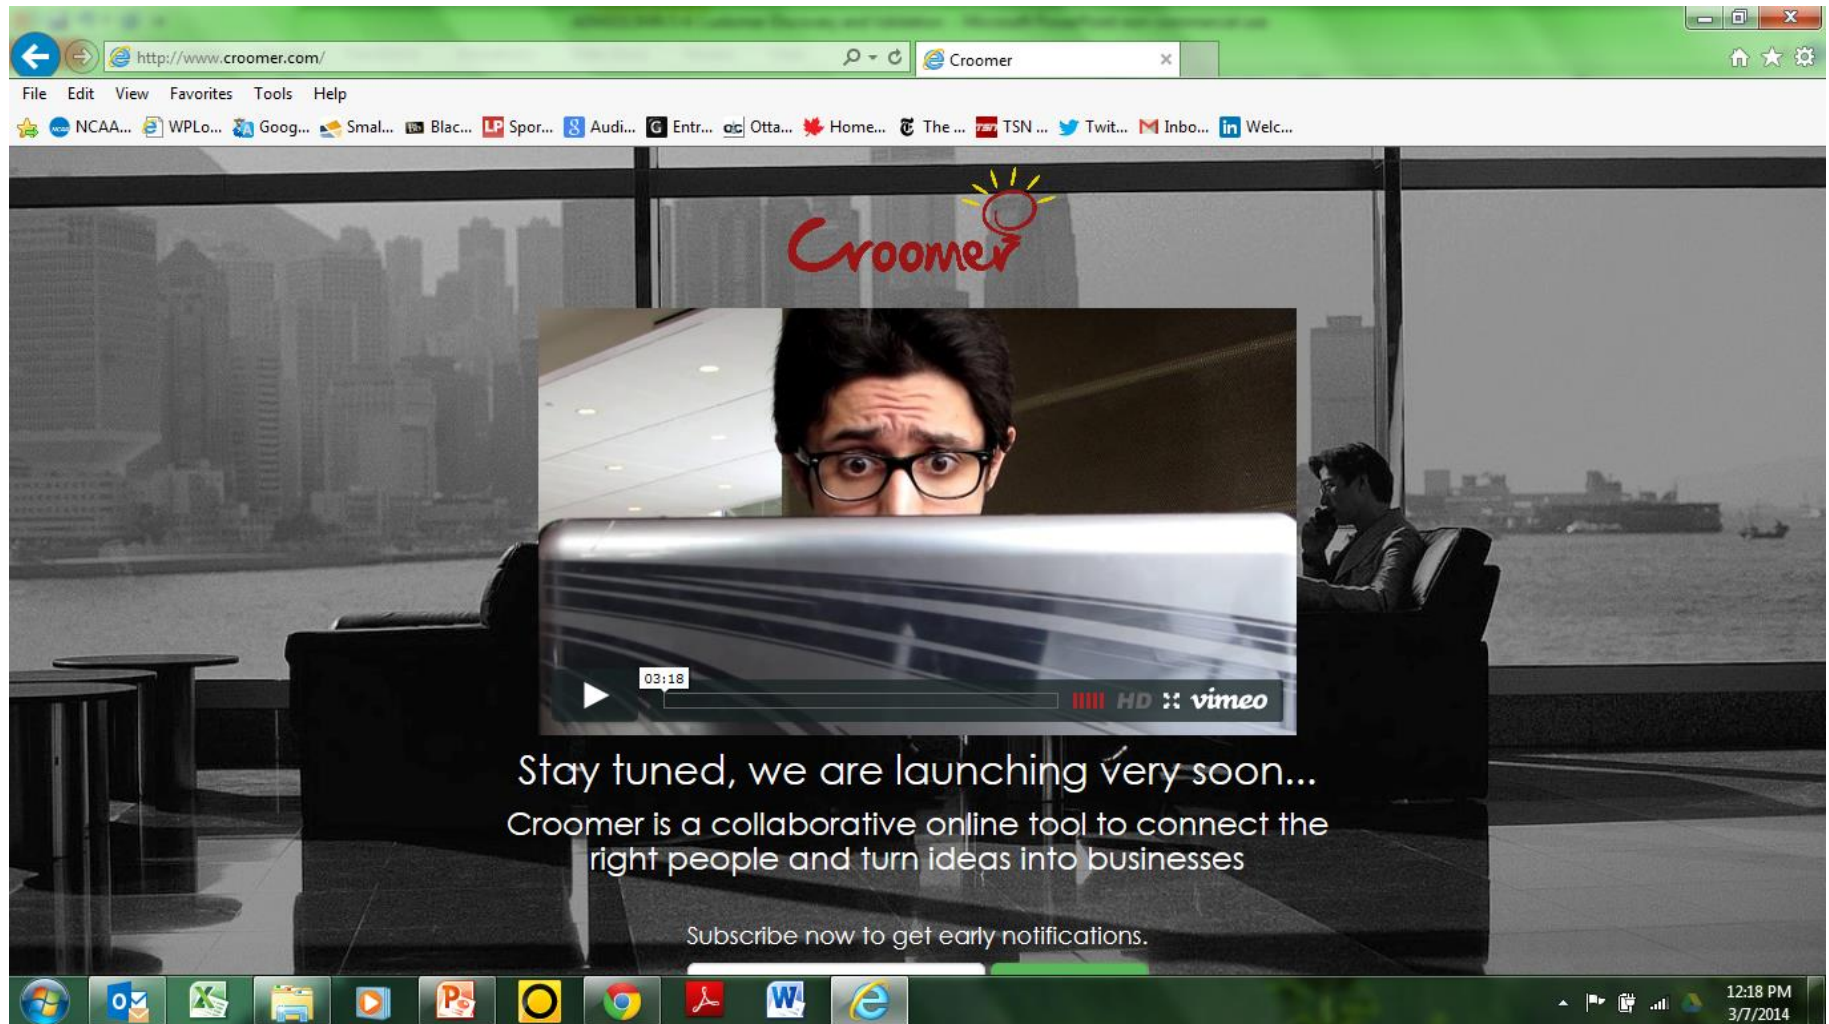 http://www.croomer.com/
Croomer
File Edit View Favorites Tools Help
NCAA... WPLo... Goog... Smal... Blac... Spor... Audi... Entr... Otta... Home... The ... TSN ... Twit... Inbo... Welc...
Croomer
03:18
HD vimeo
Stay tuned, we are launching very soon...
Croomer is a collaborative online tool to connect the
right people and turn ideas into businesses
Subscribe now to get early notifications.
12:18 PM
3/7/2014